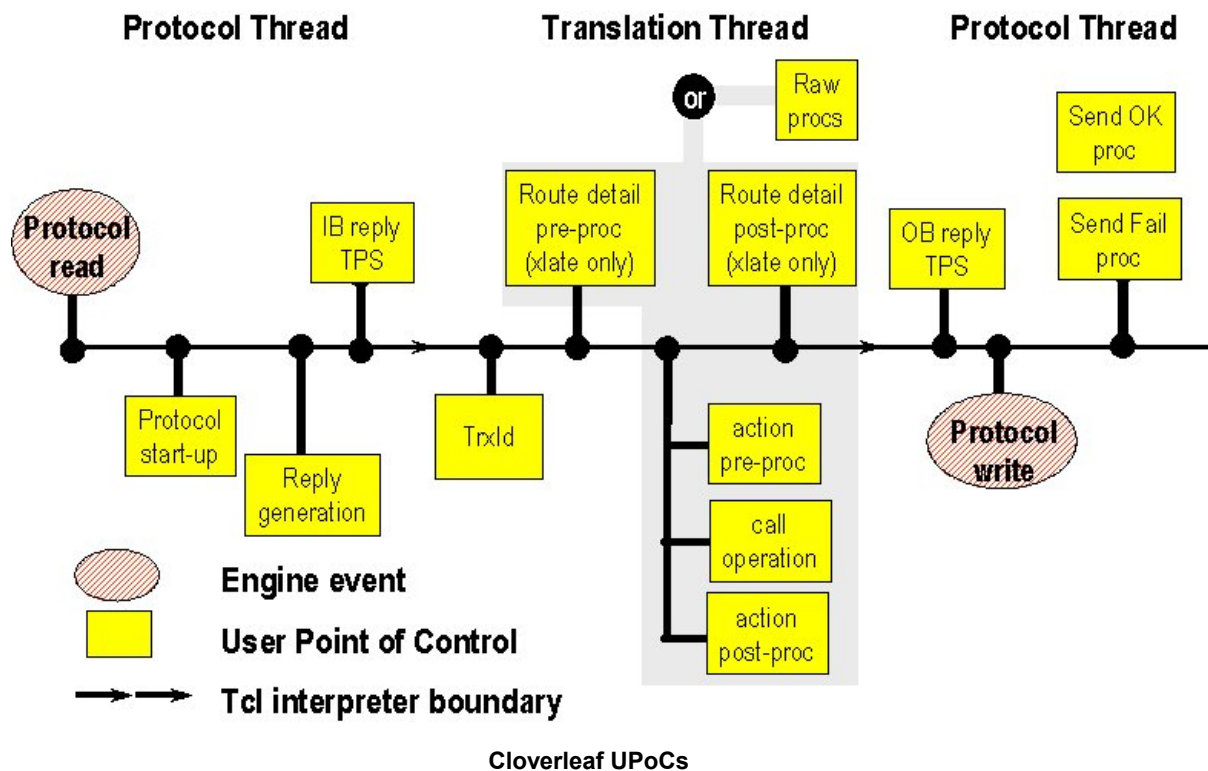 Protocol Thread
Translation Thread
Protocol Thread
or
Raw
procs
Send OK
proc
Protocol
read
IB reply
TPS
Route detail
pre-proc
(xlate only)
Route detail
post-proc
(xlate only)
OB reply
TPS
Send Fail
proc
Protocol
start-up
Reply
generation
TrxId
action
pre-proc
call
operation
action
post-proc
Protocol
write
Engine event
User Point of Control
Tcl interpreter boundary
Cloverleaf UPoCs